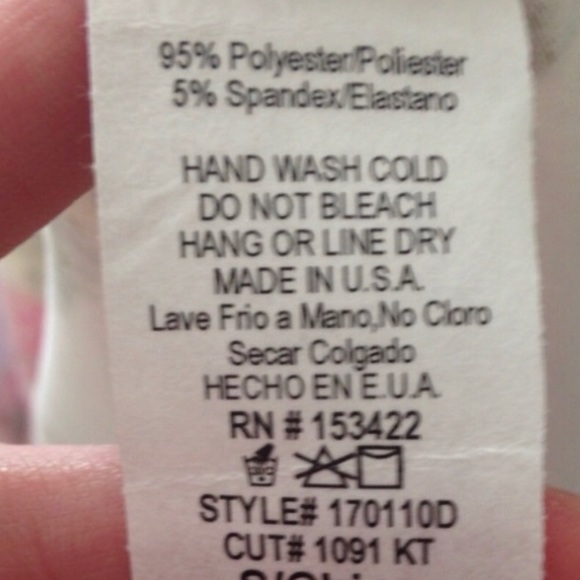 95% Polyester/Poliester
5% Spandex/Elastano
HAND WASH COLD
DO NOT BLEACH
HANG OR LINE DRY
MADE IN U.S.A.
Lave Frio a Mano,No Cloro
Secar Colgado
HECHO EN E.U.A.
RN # 153422
STYLE# 170110D
CUT# 1091 KT